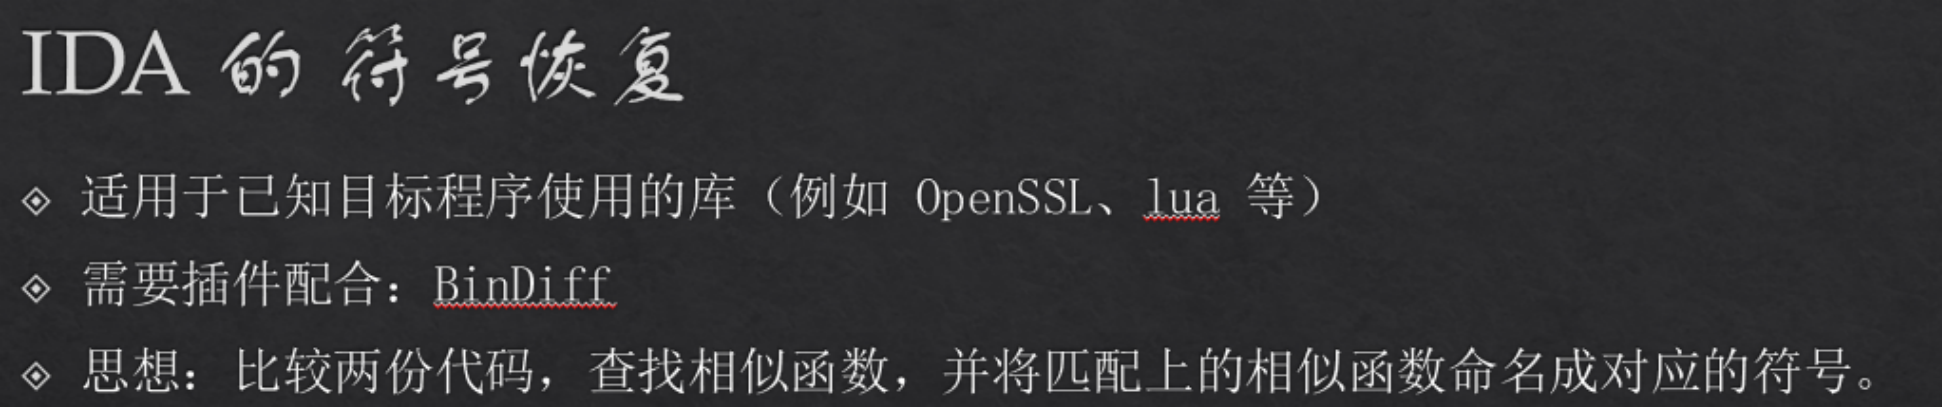 IDA 的 符号恢复
适用于已知目标程序使用的库（例如 OpenSSL、lua 等）
需要插件配合：BinDiff
思想：比较两份代码，查找相似函数，并将匹配上的相似函数命名成对应的符号。